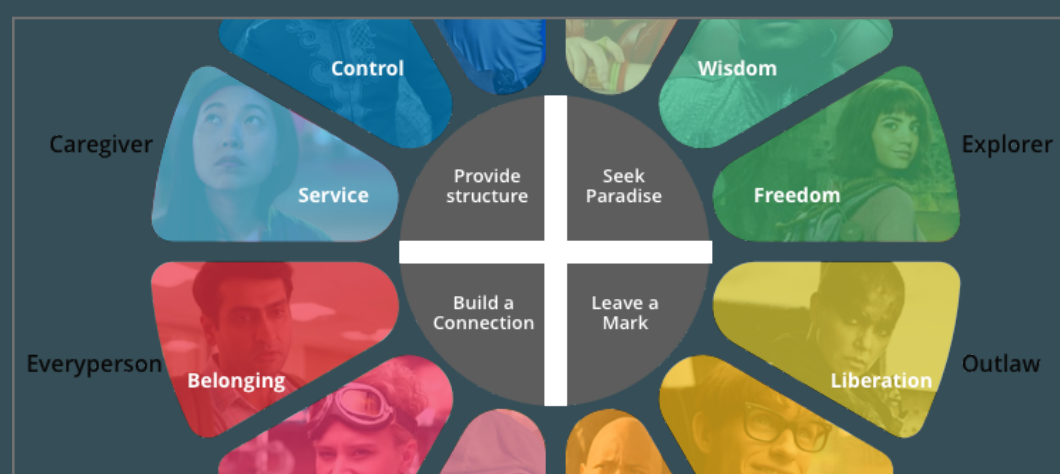 Control
Wisdom
Caregiver
Explorer
Provide
structure
Seek
Paradise
Service
Freedom
Build a
Connection
Leave a
Mark
Everyperson
Belonging
Liberation
Outlaw